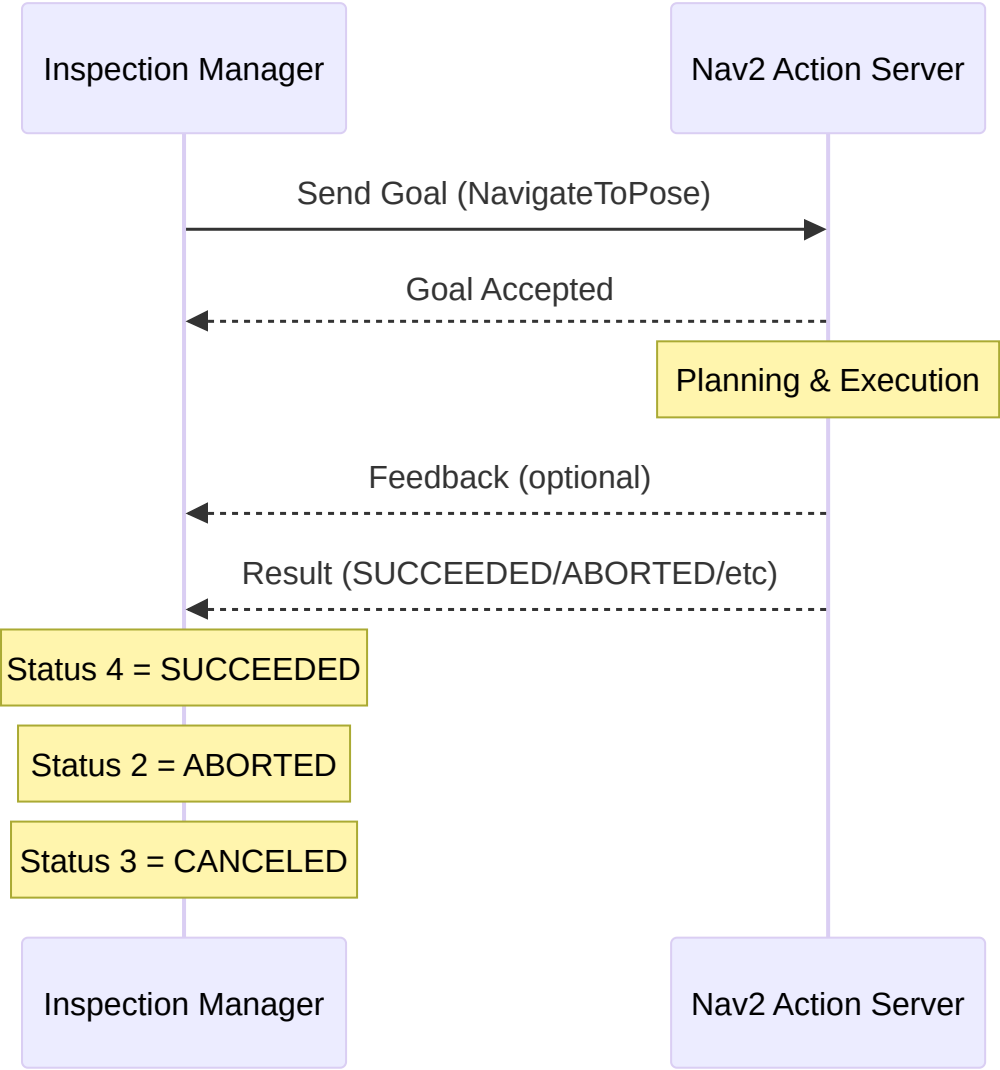 Inspection Manager
Nav2 Action Server
Send Goal (NavigateToPose)
Goal Accepted
Planning & Execution
Feedback (optional)
Result (SUCCEEDED/ABORTED/etc)
Status 4 = SUCCEEDED
Status 2 = ABORTED
Status 3 = CANCELED
Inspection Manager
Nav2 Action Server